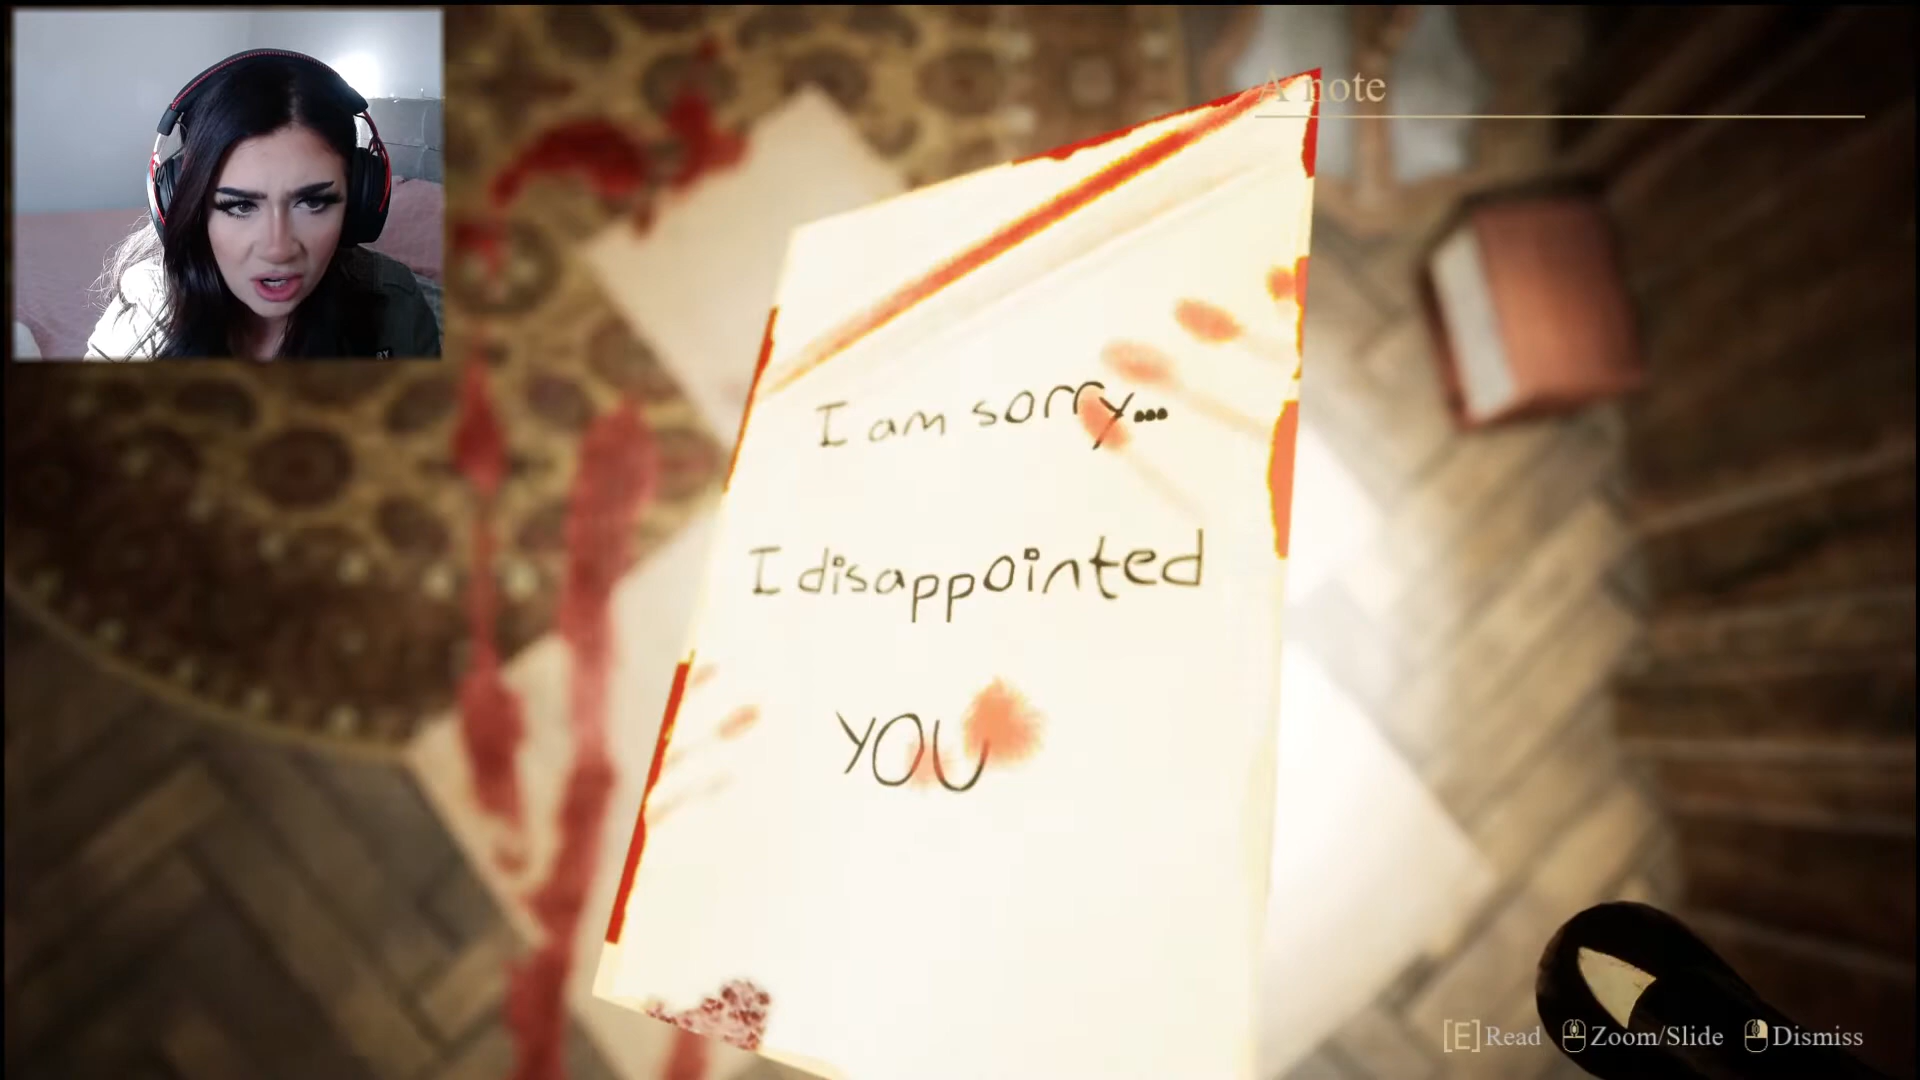 A note
I am sorry...
I disappointed
YOU
[E] Read Zoom/Slide Dismiss